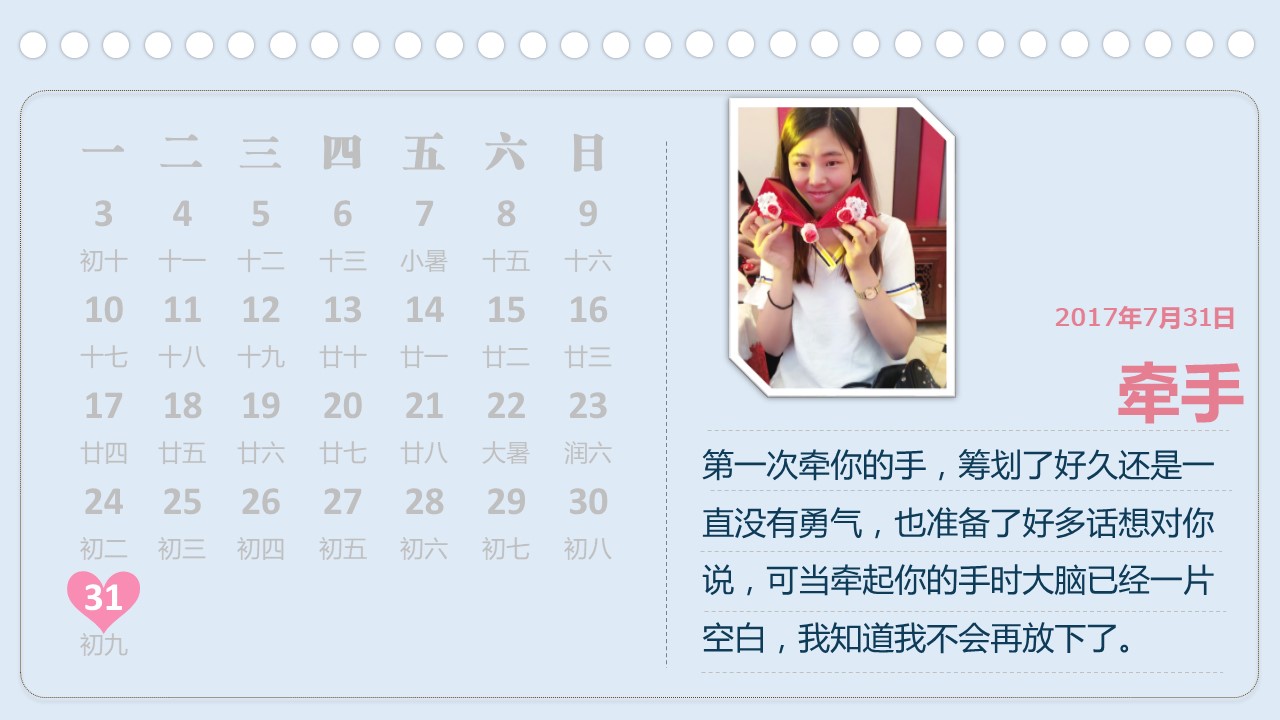 一 二 三 四 五 六 日
3 4 5 6 7 8 9
初十 十一 十二 十三 小暑 十五 十六
10 11 12 13 14 15 16
十七 十八 十九 廿十 廿一 廿二 廿三
17 18 19 20 21 22 23
廿四 廿五 廿六 廿七 廿八 大暑 润六
24 25 26 27 28 29 30
初二 初三 初四 初五 初六 初七 初八
31
初九
2017年7月31日
牵手
第一次牵你的手，筹划了好久还是一
直没有勇气，也准备了好多话想对你
说，可当牵起你的手时大脑已经一片
空白，我知道我不会再放下了。